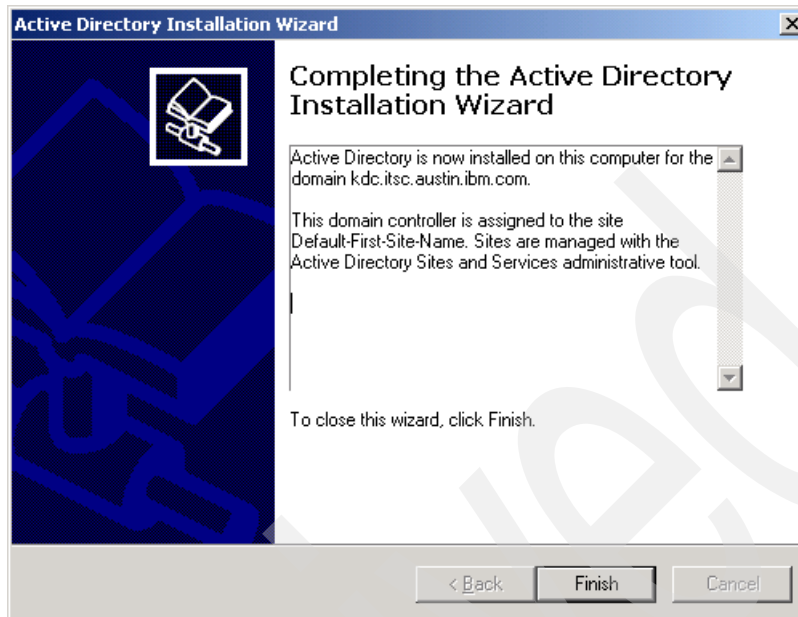 Active Directory Installation Wizard
Completing the Active Directory
Installation Wizard
Active Directory is now installed on this computer for the
domain kdc.itsc.austin.ibm.com.
This domain controller is assigned to the site
Default-First-Site-Name. Sites are managed with the
Active Directory Sites and Services administrative tool.
To close this wizard, click Finish.
< Back Finish Cancel